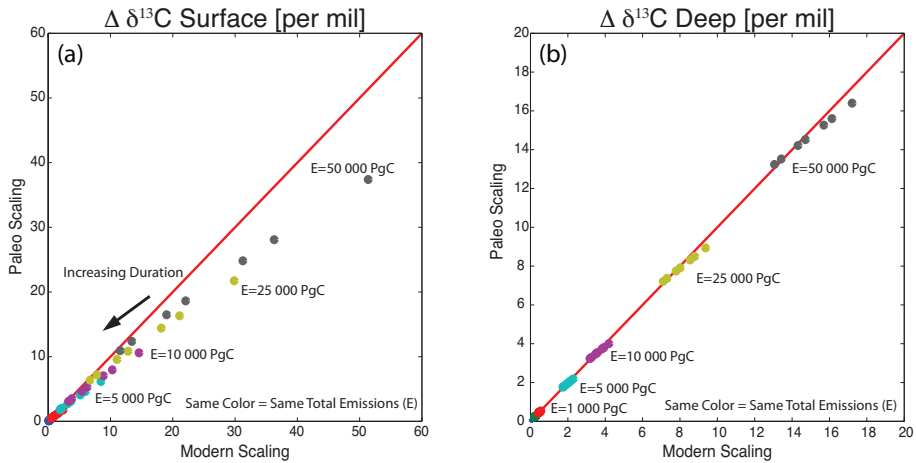 Δ δ¹³C Surface [per mil]
(a)
60
50
40
30
20
10
0
Paleo Scaling
E=50 000 PgC
Increasing Duration
E=25 000 PgC
E=10 000 PgC
E=5 000 PgC
Same Color = Same Total Emissions (E)
0 10 20 30 40 50 60
Modern Scaling
Δ δ¹³C Deep [per mil]
(b)
20
18
16
14
12
10
8
6
4
2
0
Paleo Scaling
E=50 000 PgC
E=25 000 PgC
E=10 000 PgC
E=5 000 PgC
E=1 000 PgC
Same Color = Same Total Emissions (E)
0 2 4 6 8 10 12 14 16 18 20
Modern Scaling